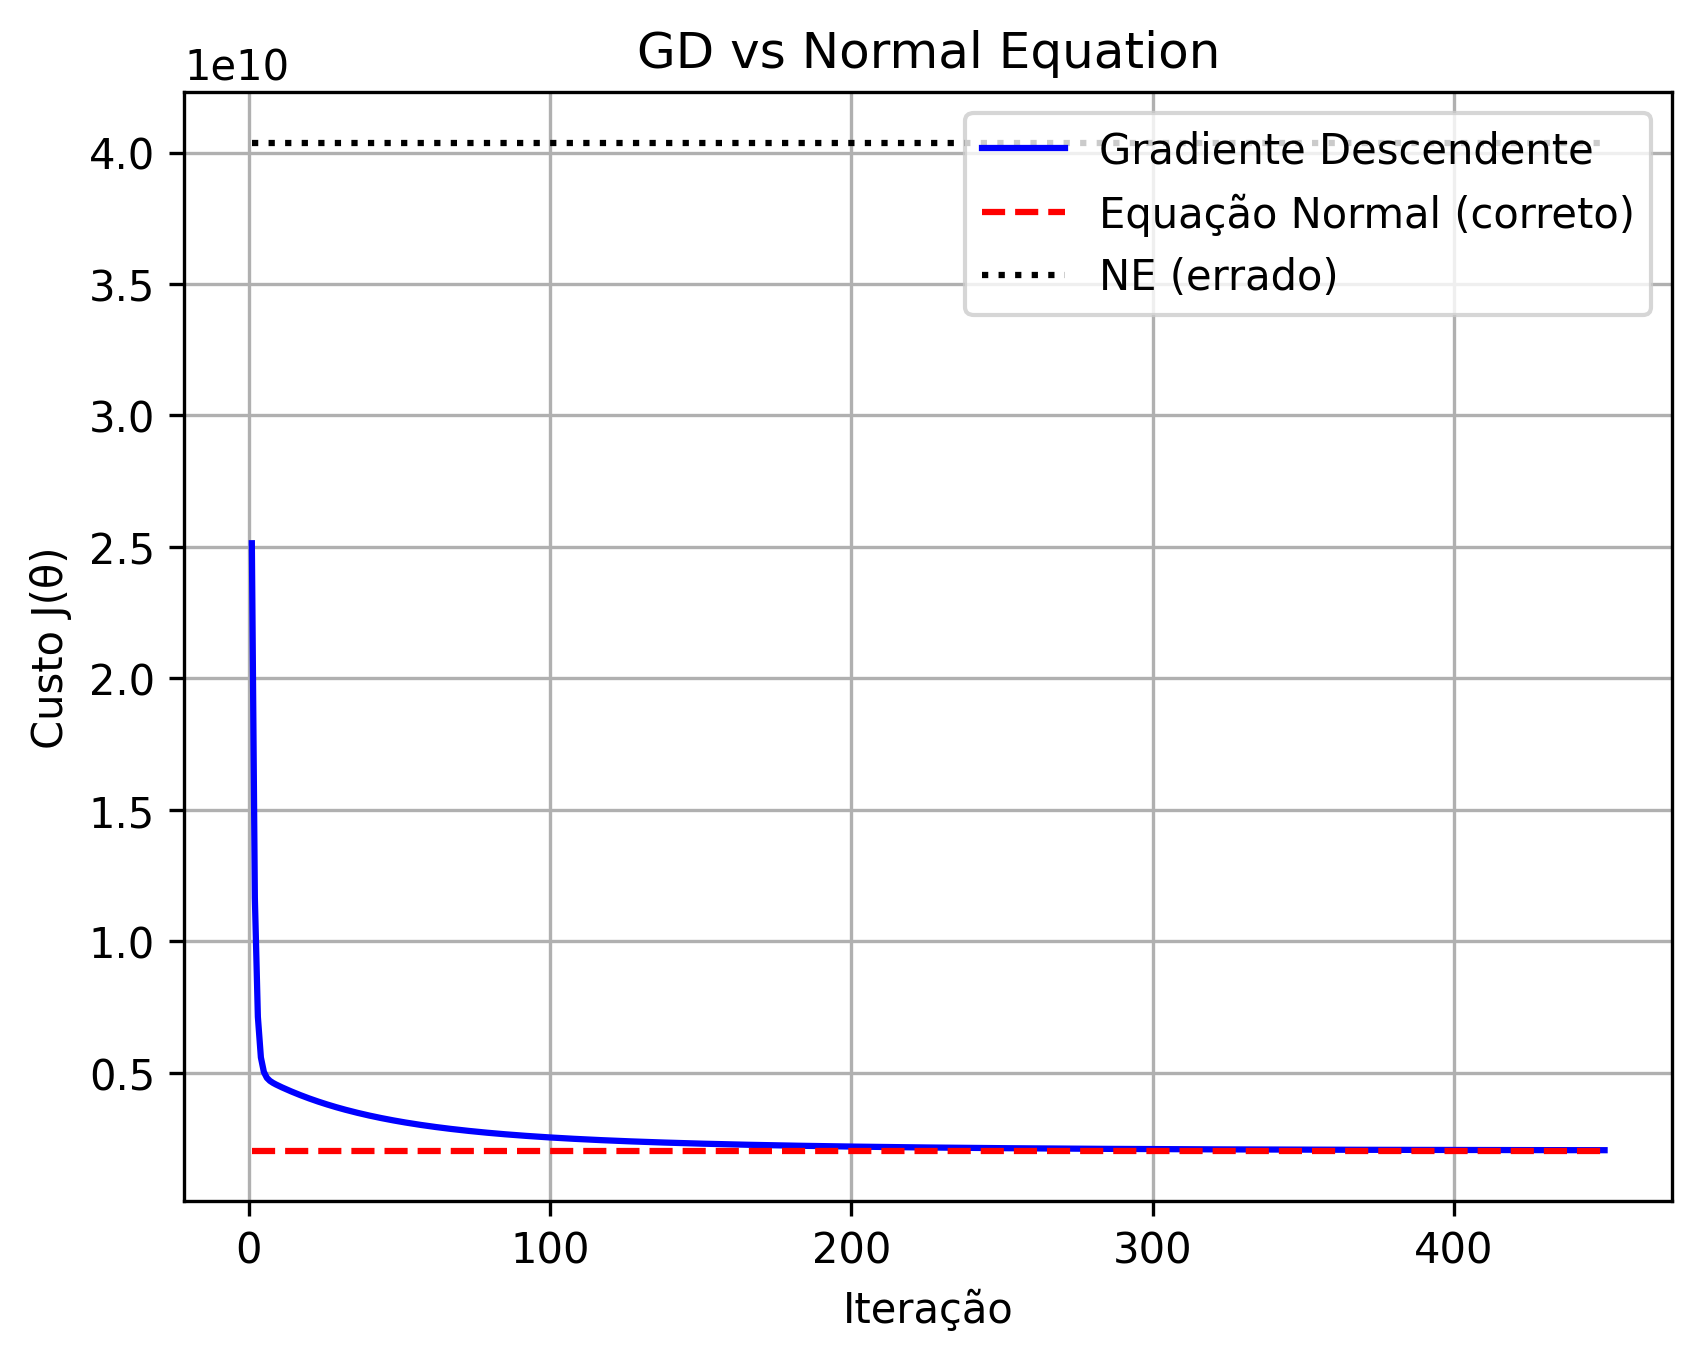 GD vs Normal Equation
1e10
4.0
3.5
3.0
2.5
2.0
1.5
1.0
0.5
Custo J(θ)
Gradiente Descendente
Equação Normal (correto)
NE (errado)
0 100 200 300 400
Iteração